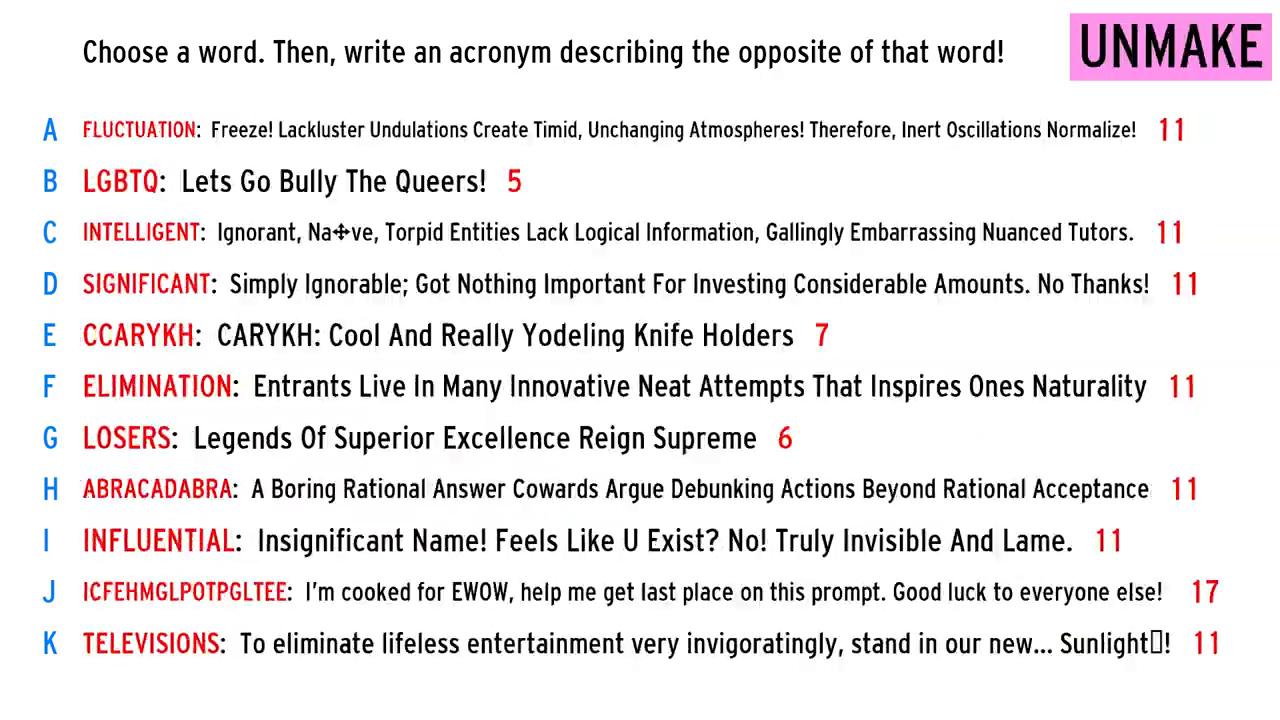 Choose a word. Then, write an acronym describing the opposite of that word! UNMAKE
A FLUCTUATION: Freeze! Lackluster Undulations Create Timid, Unchanging Atmospheres! Therefore, Inert Oscillations Normalize! 11
B LGBTQ: Lets Go Bully The Queers! 5
C INTELLIGENT: Ignorant, Na✣ve, Torpid Entities Lack Logical Information, Gallingly Embarrassing Nuanced Tutors. 11
D SIGNIFICANT: Simply Ignorable; Got Nothing Important For Investing Considerable Amounts. No Thanks! 11
E CCARYKH: CARYKH: Cool And Really Yodeling Knife Holders 7
F ELIMINATION: Entrants Live In Many Innovative Neat Attempts That Inspires Ones Naturality 11
G LOSERS: Legends Of Superior Excellence Reign Supreme 6
H ABRACADABRA: A Boring Rational Answer Cowards Argue Debunking Actions Beyond Rational Acceptance 11
I INFLUENTIAL: Insignificant Name! Feels Like U Exist? No! Truly Invisible And Lame. 11
J ICFEHMGLPOTPGLTEE: I'm cooked for EWOW, help me get last place on this prompt. Good luck to everyone else! 17
K TELEVISIONS: To eliminate lifeless entertainment very invigoratingly, stand in our new... Sunlight▯! 11